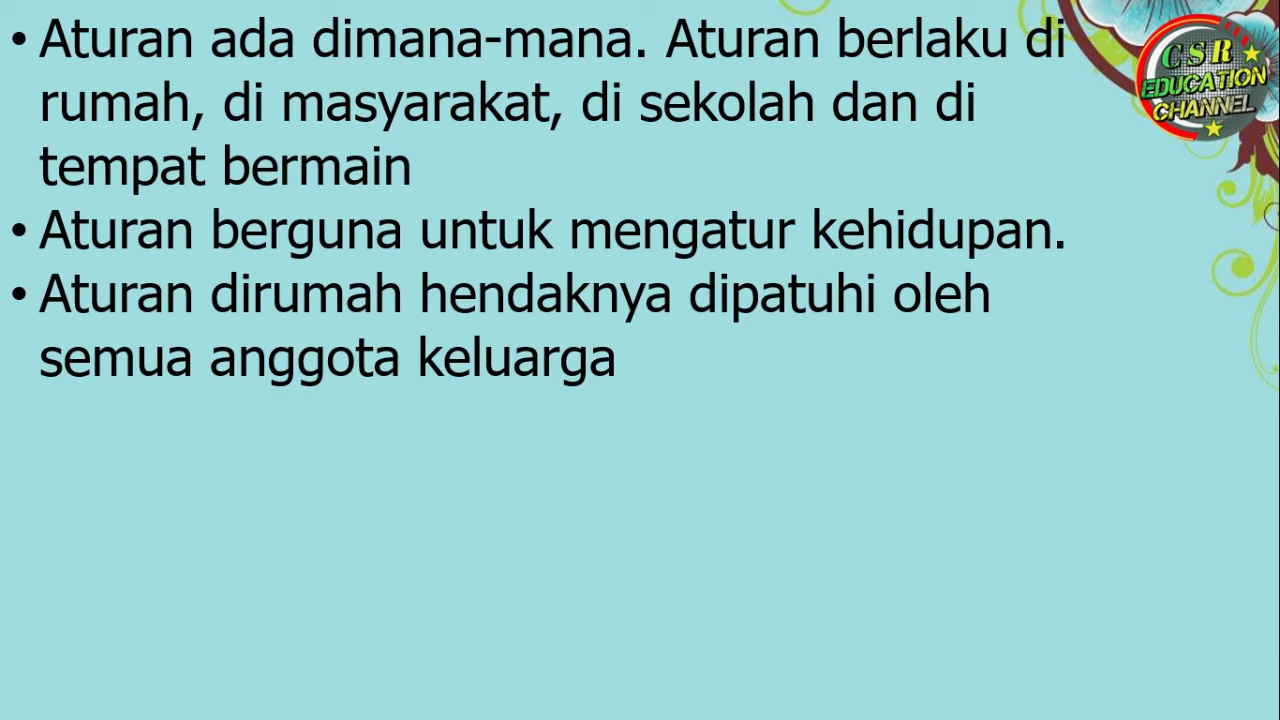 • Aturan ada dimana-mana. Aturan berlaku di
rumah, di masyarakat, di sekolah dan di
tempat bermain
• Aturan berguna untuk mengatur kehidupan.
• Aturan dirumah hendaknya dipatuhi oleh
semua anggota keluarga
CSR
EDUCATION
CHANNEL